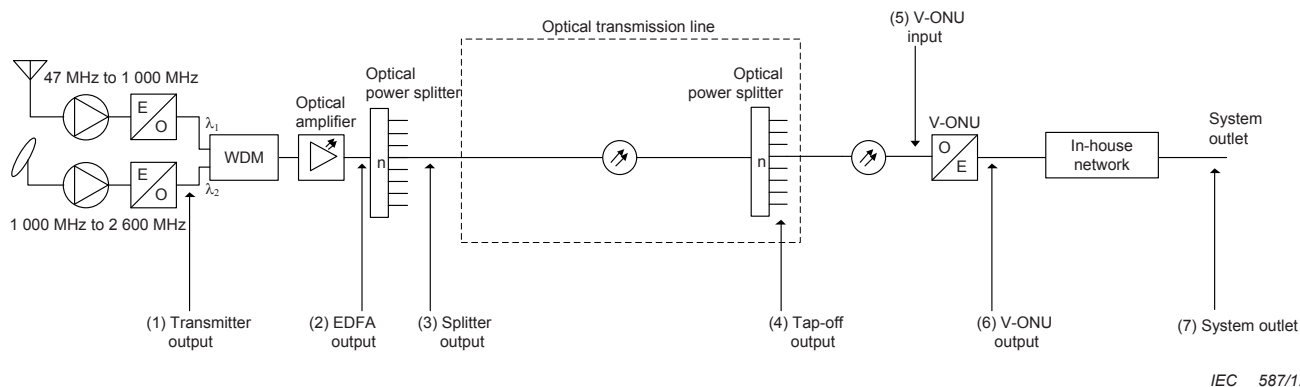 Optical transmission line
(5) V-ONU
input
47 MHz to 1 000 MHz
Optical
power splitter
Optical
amplifier
Optical
power splitter
V-ONU
System
outlet
E
O
λ1
WDM
n
n
O
E
In-house
network
E
O
λ2
1 000 MHz to 2 600 MHz
(1) Transmitter
output
(2) EDFA
output
(3) Splitter
output
(4) Tap-off
output
(6) V-ONU
output
(7) System outlet
IEC 587/1